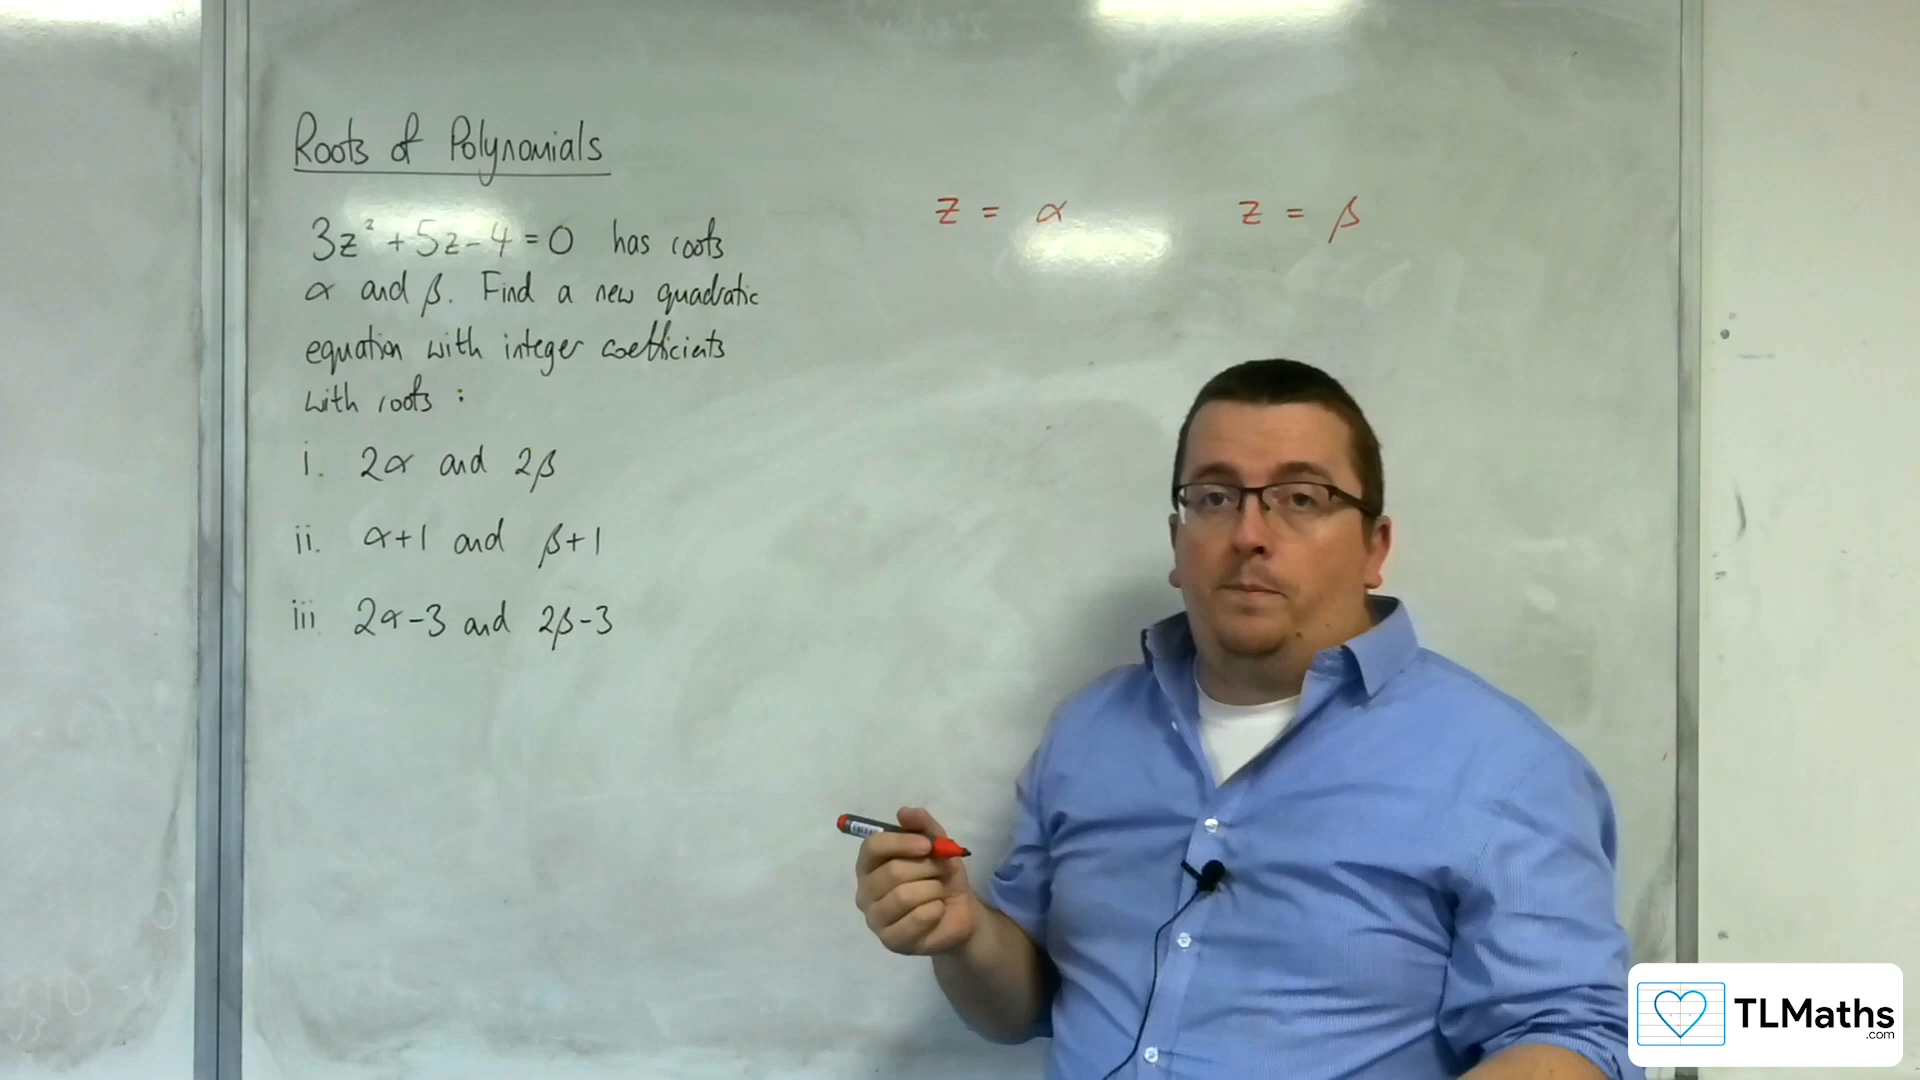 Roots of Polynomials
3z² + 5z - 4 = 0 has roots
α and β. Find a new quadratic
equation with integer coefficients
with roots :
i. 2α and 2β
ii. α+1 and β+1
iii 2α-3 and 2β-3
z = α z = β
TLMaths
.com